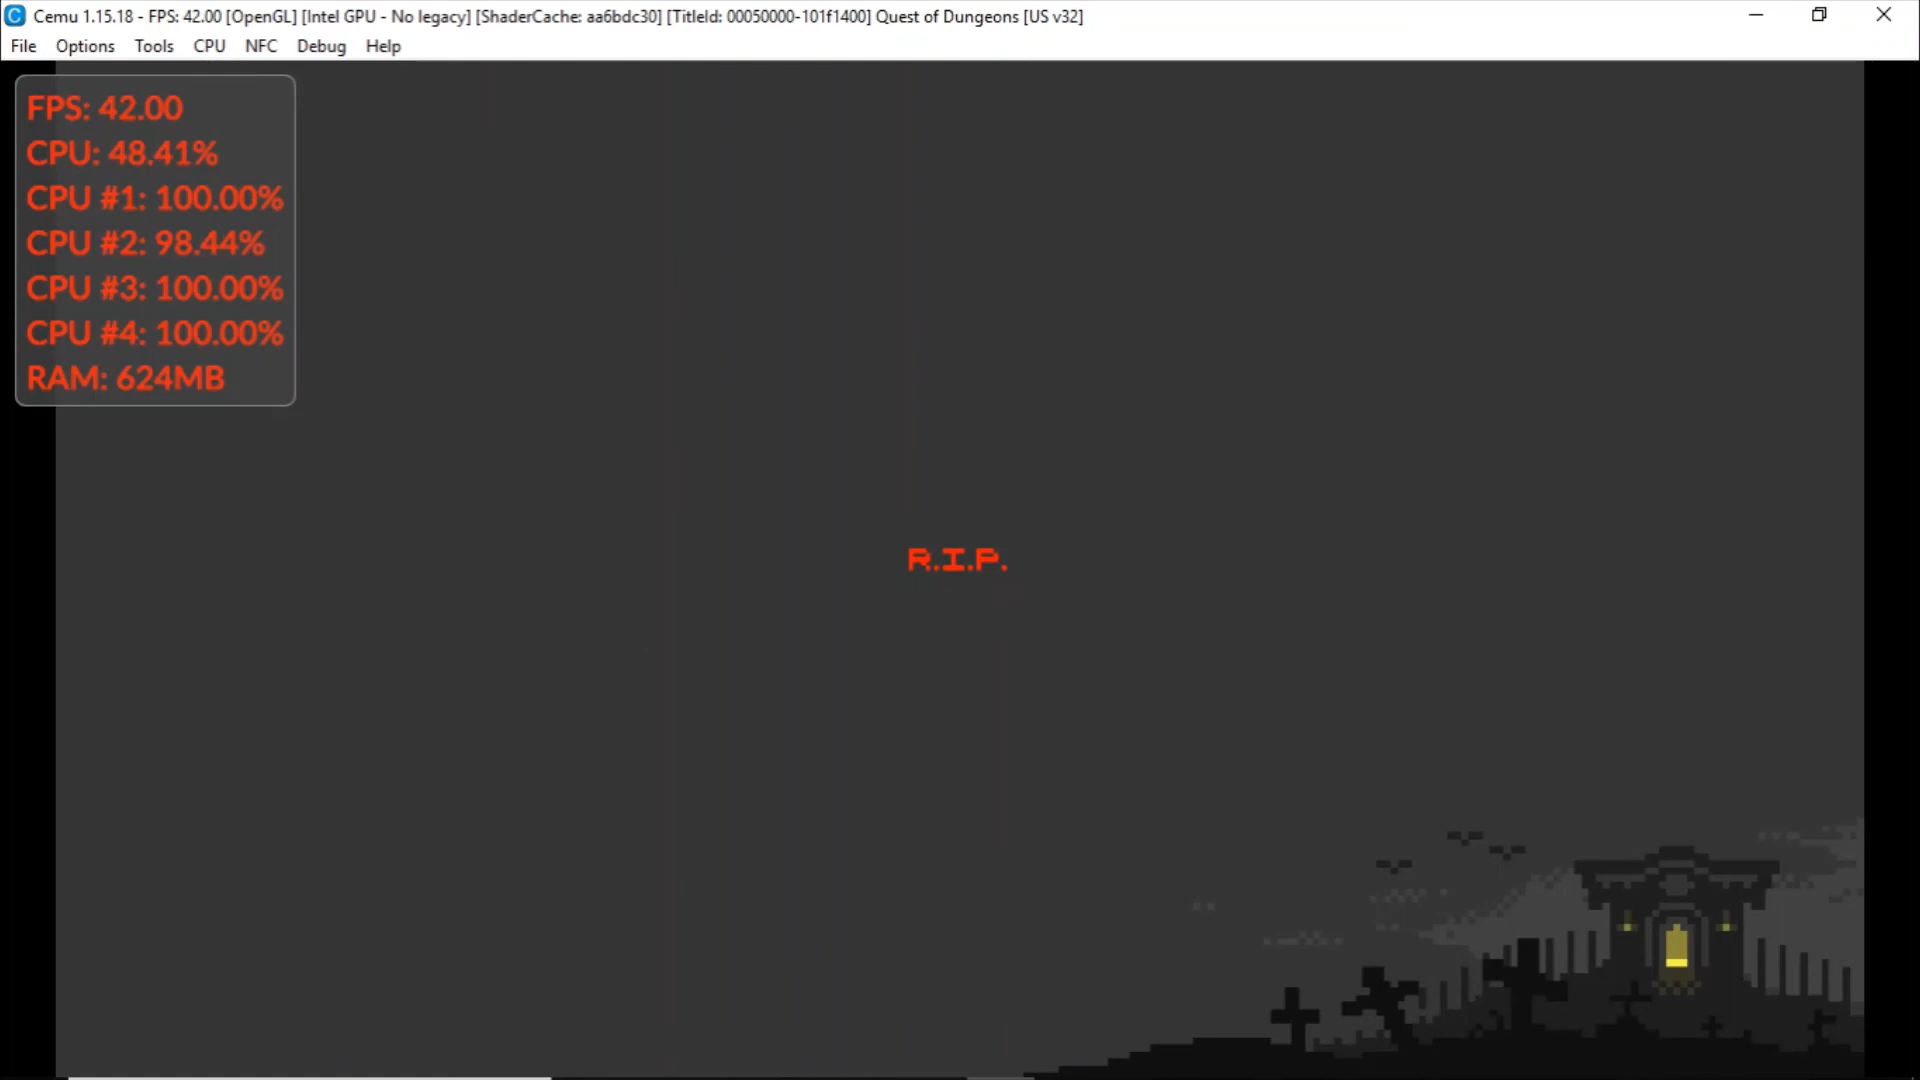 Cemu 1.15.18 - FPS: 42.00 [OpenGL] [Intel GPU - No legacy] [ShaderCache: aa6bdc30] [TitleId: 00050000-101f1400] Quest of Dungeons [US v32]
File Options Tools CPU NFC Debug Help
FPS: 42.00
CPU: 48.41%
CPU #1: 100.00%
CPU #2: 98.44%
CPU #3: 100.00%
CPU #4: 100.00%
RAM: 624MB
R.I.P.